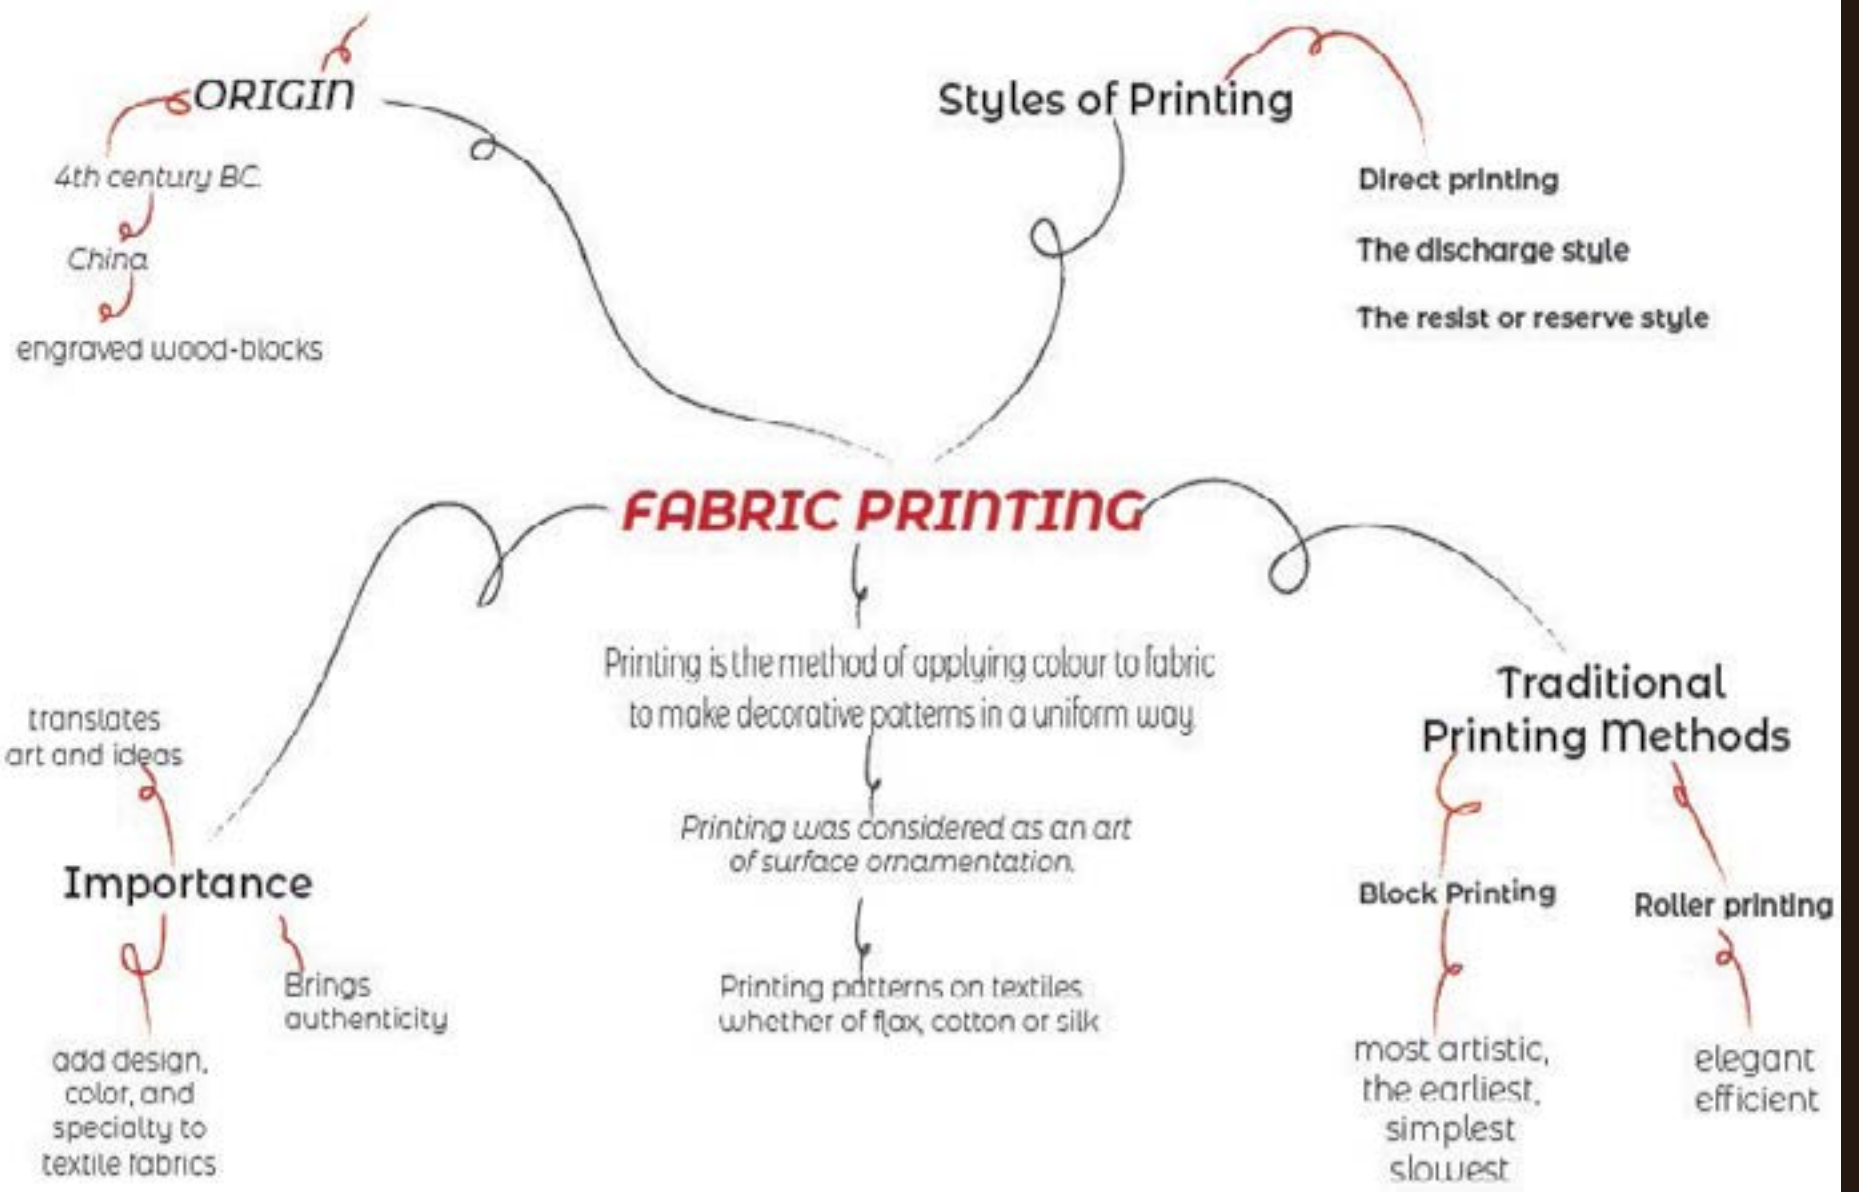 ORIGIN
4th century BC.
China
engraved wood-blocks
Styles of Printing
Direct printing
The discharge style
The resist or reserve style
FABRIC PRINTING
Printing is the method of applying colour to fabric
to make decorative patterns in a uniform way.
Printing was considered as an art
of surface ornamentation.
Printing patterns on textiles
whether of flax, cotton or silk
translates
art and ideas
Importance
Brings
authenticity
add design,
color, and
specialty to
textile fabrics
Traditional
Printing Methods
Block Printing
most artistic,
the earliest,
simplest
slowest
Roller printing
elegant
efficient